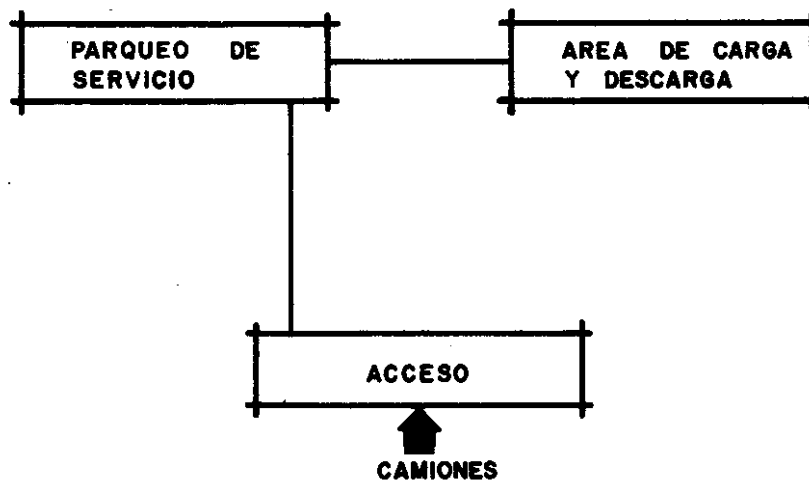 PARQUEO DE
SERVICIO
AREA DE CARGA
Y DESCARGA
ACCESO
CAMIONES